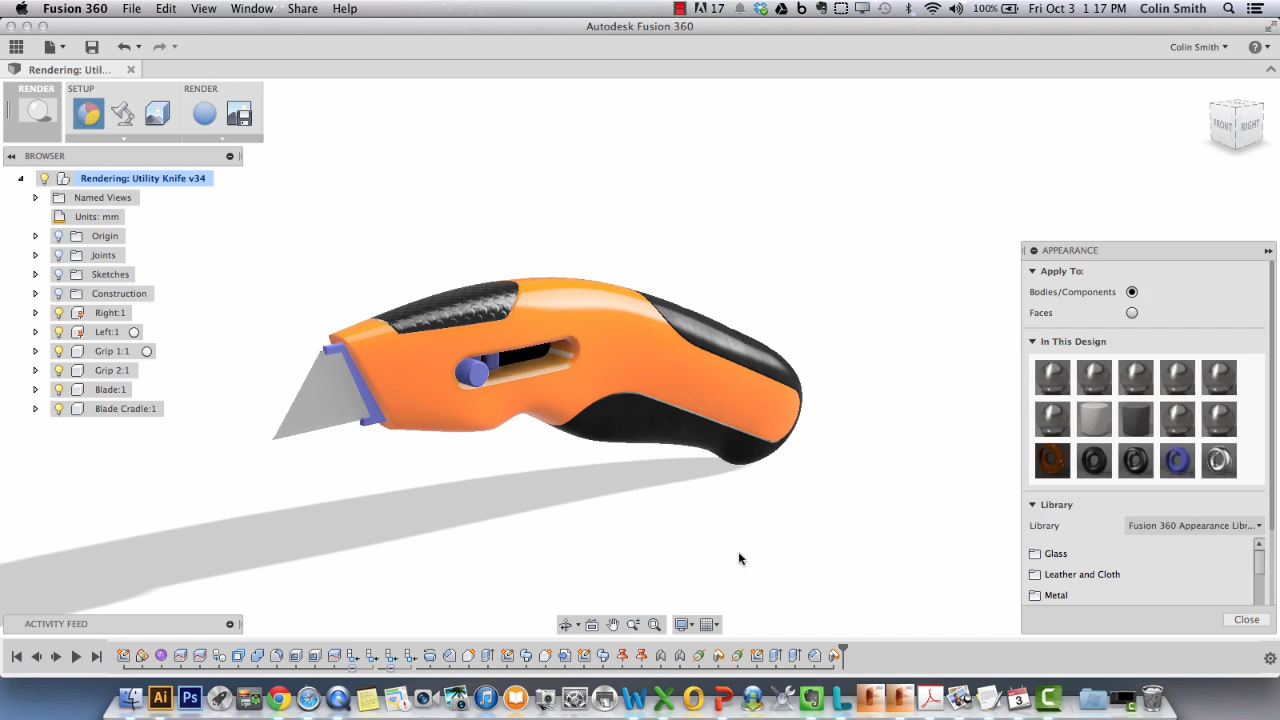 Fusion 360 File Edit View Window Share Help 17 100% Fri Oct 3 1:17 PM Colin Smith
Autodesk Fusion 360
Colin Smith
Rendering: Util...
RENDER SETUP RENDER
FRONT RIGHT
BROWSER
Rendering: Utility Knife v34
Named Views
Units: mm
Origin
Joints
Sketches
Construction
Right:1
Left:1
Grip 1:1
Grip 2:1
Blade:1
Blade Cradle:1
APPEARANCE
Apply To:
Bodies/Components
Faces
In This Design
Library
Library Fusion 360 Appearance Libr...
Glass
Leather and Cloth
Metal
Close
ACTIVITY FEED
Ai Ps 3